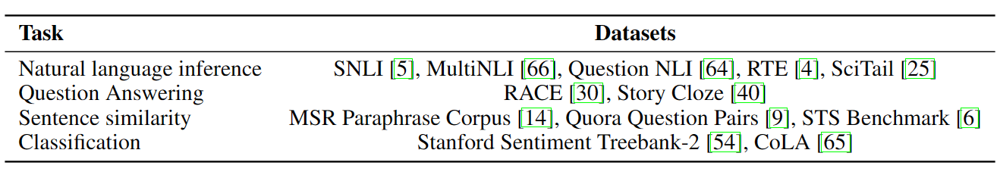 Task Datasets
Natural language inference SNLI [5], MultiNLI [66], Question NLI [64], RTE [4], SciTail [25]
Question Answering RACE [30], Story Cloze [40]
Sentence similarity MSR Paraphrase Corpus [14], Quora Question Pairs [9], STS Benchmark [6]
Classification Stanford Sentiment Treebank-2 [54], CoLA [65]